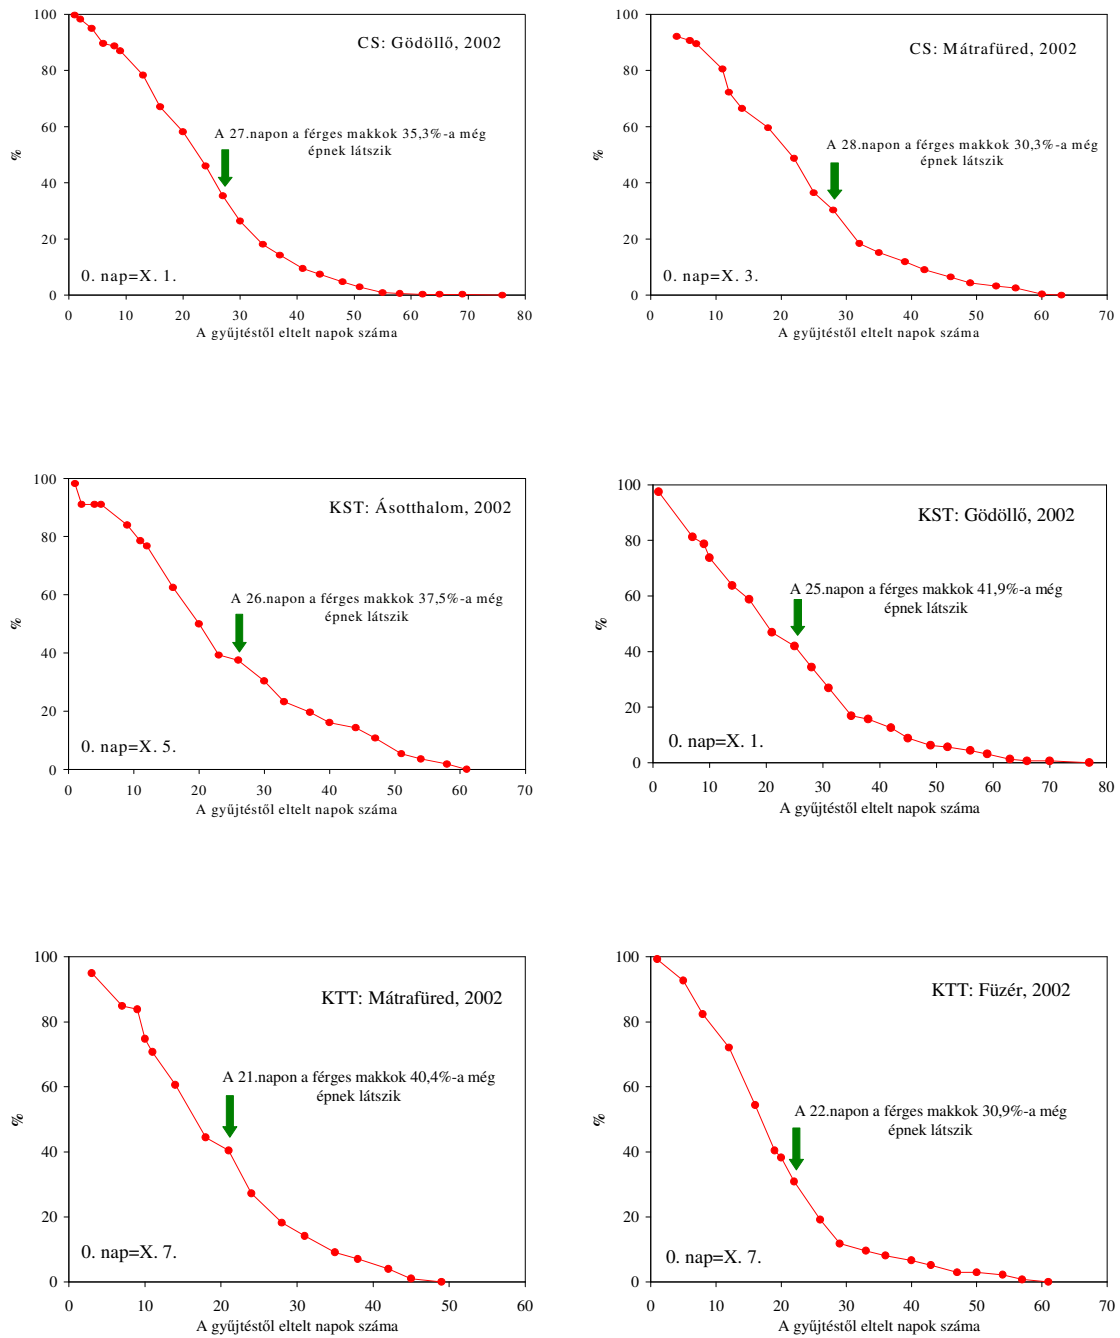 CS: Gödöllő, 2002
A 27.napon a férges makkok 35,3%-a még
épnek látszik
0. nap=X. 1.
%
100
80
60
40
20
0
0 10 20 30 40 50 60 70 80
A gyűjtéstől eltelt napok száma
CS: Mátrafüred, 2002
A 28.napon a férges makkok 30,3%-a még
épnek látszik
0. nap=X. 3.
%
100
80
60
40
20
0
0 10 20 30 40 50 60 70
A gyűjtéstől eltelt napok száma
KST: Ásotthalom, 2002
A 26.napon a férges makkok 37,5%-a még
épnek látszik
0. nap=X. 5.
%
100
80
60
40
20
0
0 10 20 30 40 50 60 70
A gyűjtéstől eltelt napok száma
KST: Gödöllő, 2002
A 25.napon a férges makkok 41,9%-a még
épnek látszik
0. nap=X. 1.
%
100
80
60
40
20
0
0 10 20 30 40 50 60 70 80
A gyűjtéstől eltelt napok száma
KTT: Mátrafüred, 2002
A 21.napon a férges makkok 40,4%-a még
épnek látszik
0. nap=X. 7.
%
100
80
60
40
20
0
0 10 20 30 40 50 60
A gyűjtéstől eltelt napok száma
KTT: Füzér, 2002
A 22.napon a férges makkok 30,9%-a még
épnek látszik
0. nap=X. 7.
%
100
80
60
40
20
0
0 10 20 30 40 50 60 70
A gyűjtéstől eltelt napok száma